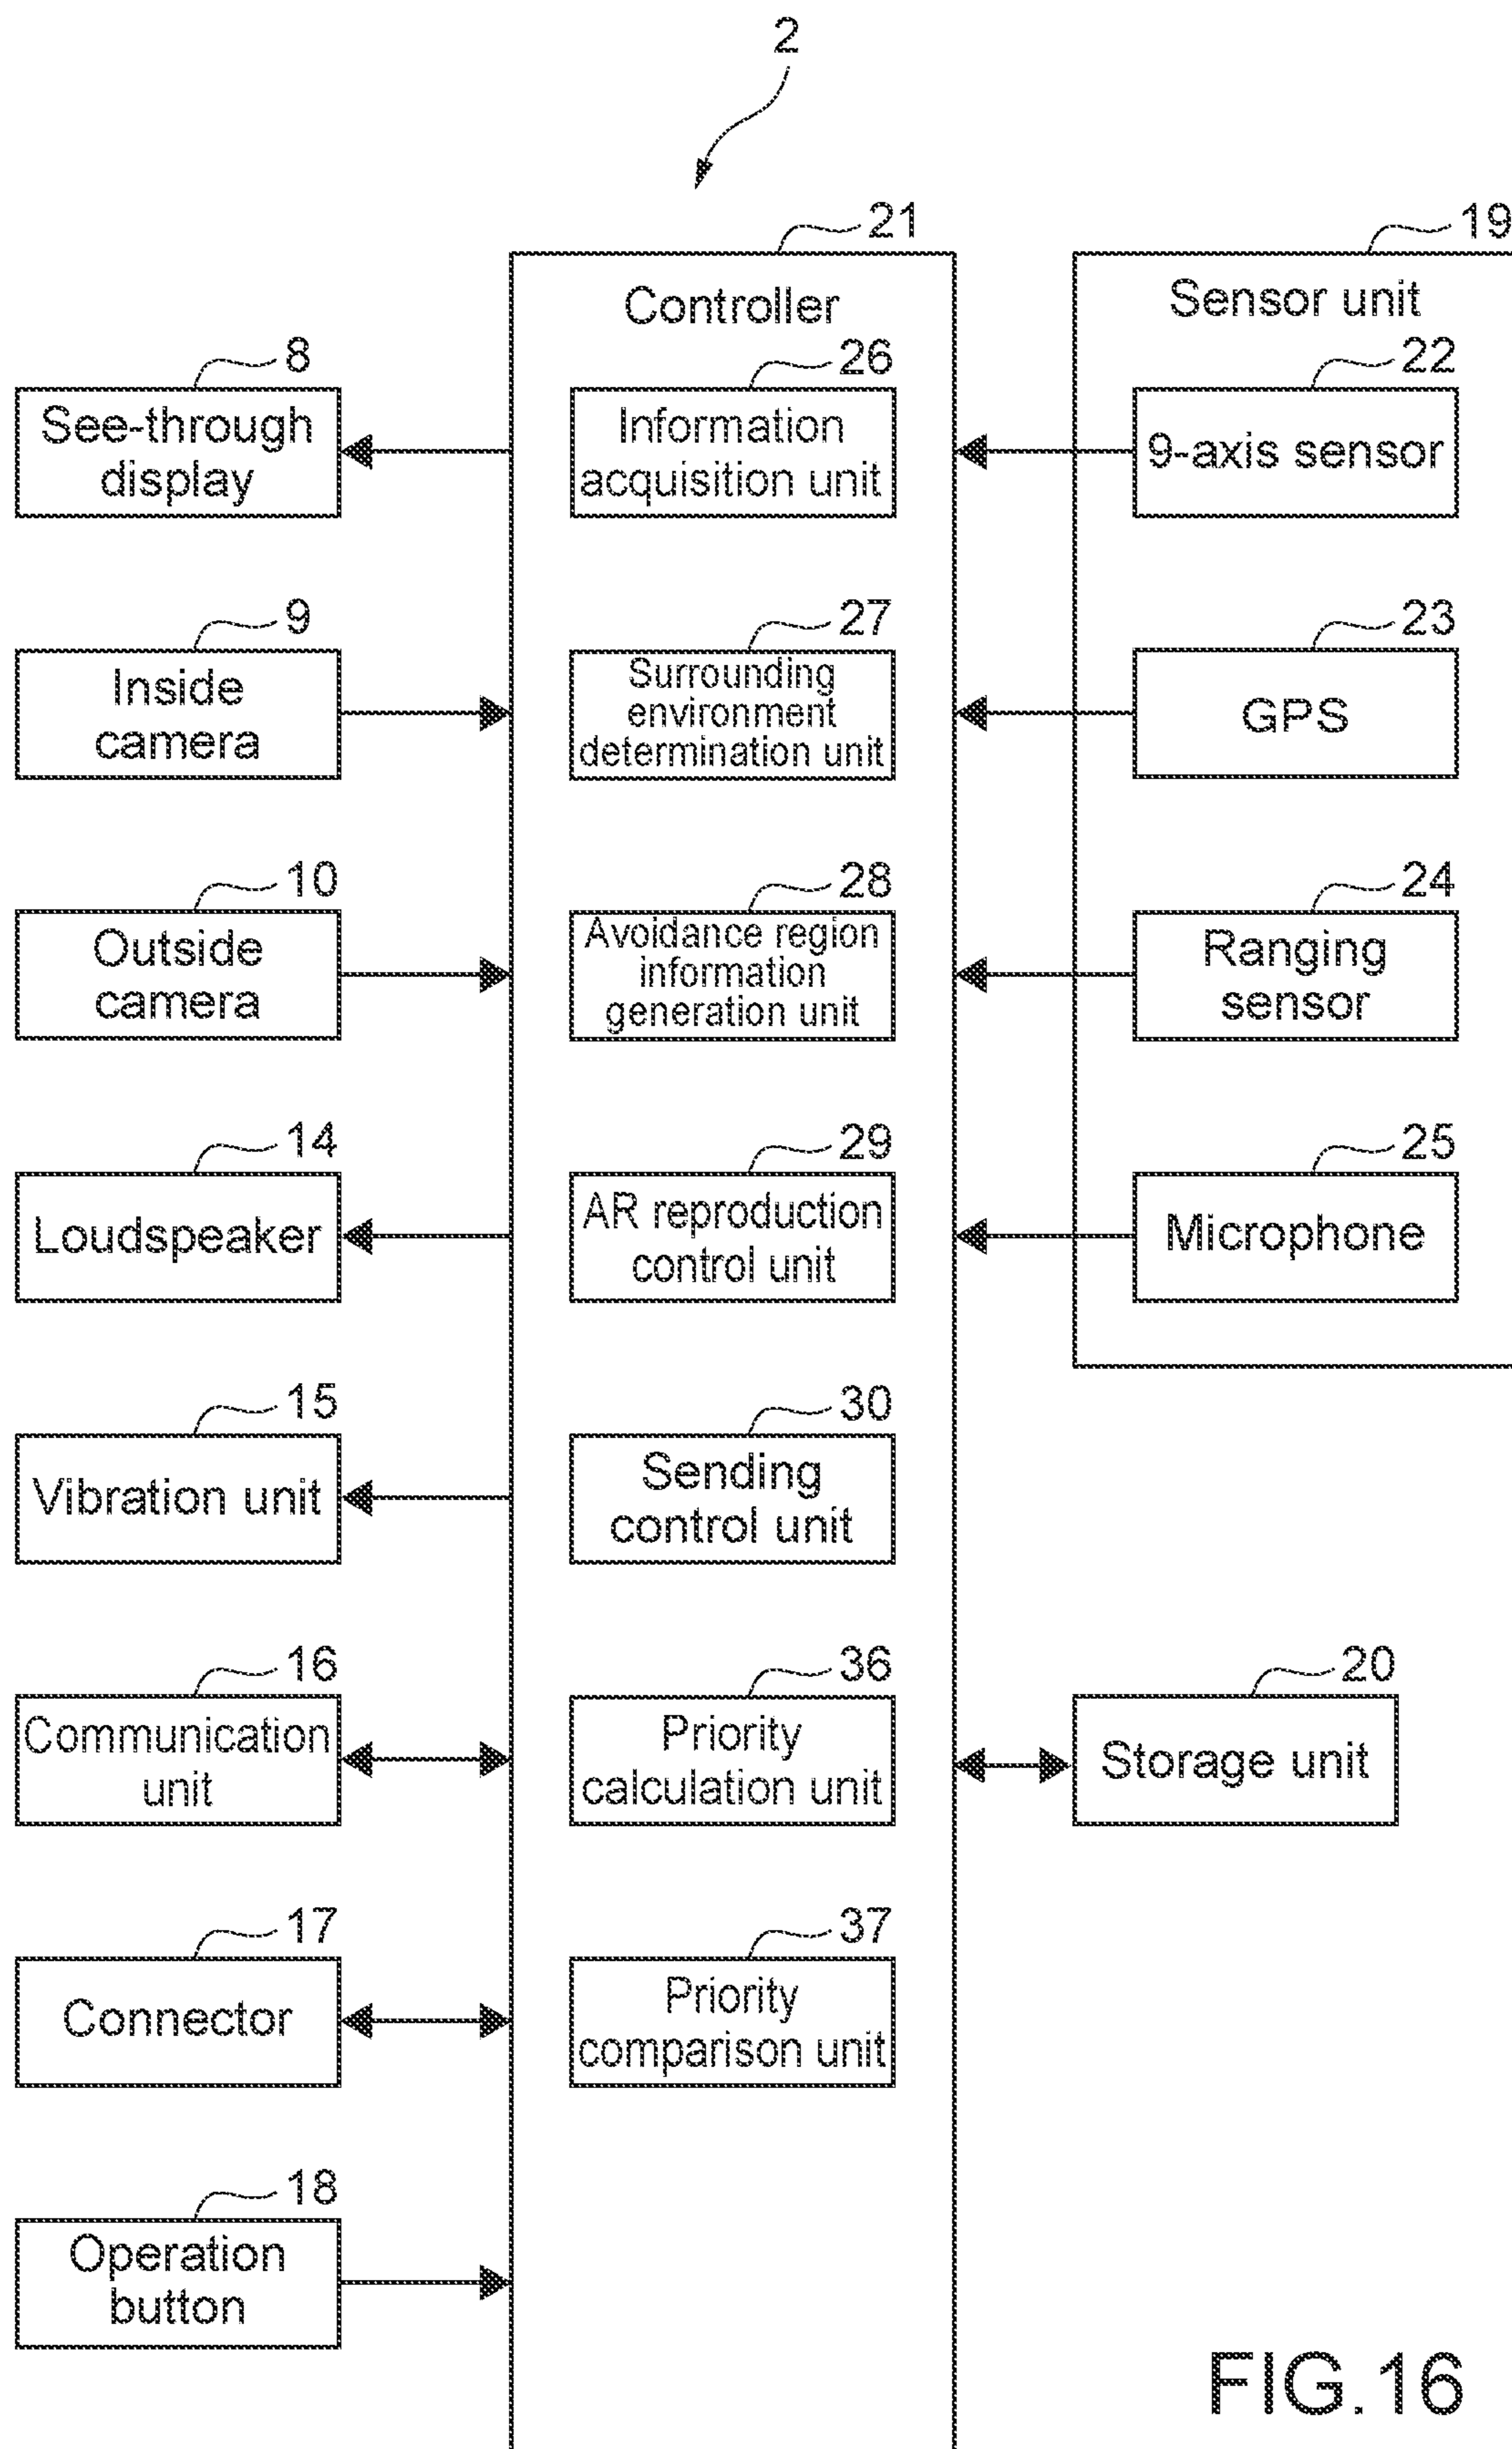 2
21
19
Controller
Sensor unit
8
26
22
See-through
display
Information
acquisition unit
9-axis sensor
9
27
23
Inside
camera
Surrounding
environment
determination unit
GPS
10
28
24
Outside
camera
Avoidance region
information
generation unit
Ranging
sensor
14
29
25
Loudspeaker
AR reproduction
control unit
Microphone
15
30
Vibration unit
Sending
control unit
16
36
20
Communication
unit
Priority
calculation unit
Storage unit
17
37
Connector
Priority
comparison unit
18
Operation
button
FIG.16